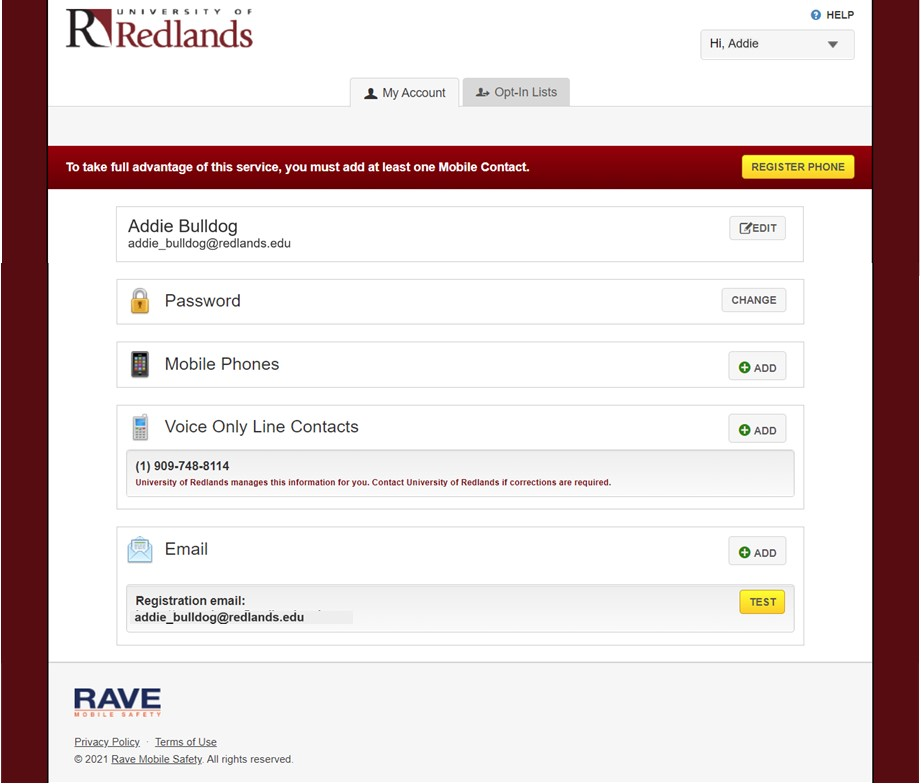 UNIVERSITY OF
Redlands
HELP
Hi, Addie
My Account
Opt-In Lists
To take full advantage of this service, you must add at least one Mobile Contact.
REGISTER PHONE
Addie Bulldog
addie_bulldog@redlands.edu
EDIT
Password
CHANGE
Mobile Phones
ADD
Voice Only Line Contacts
ADD
(1) 909-748-8114
University of Redlands manages this information for you. Contact University of Redlands if corrections are required.
Email
ADD
Registration email:
addie_bulldog@redlands.edu
TEST
RAVE
MOBILE SAFETY
Privacy Policy · Terms of Use
© 2021 Rave Mobile Safety. All rights reserved.